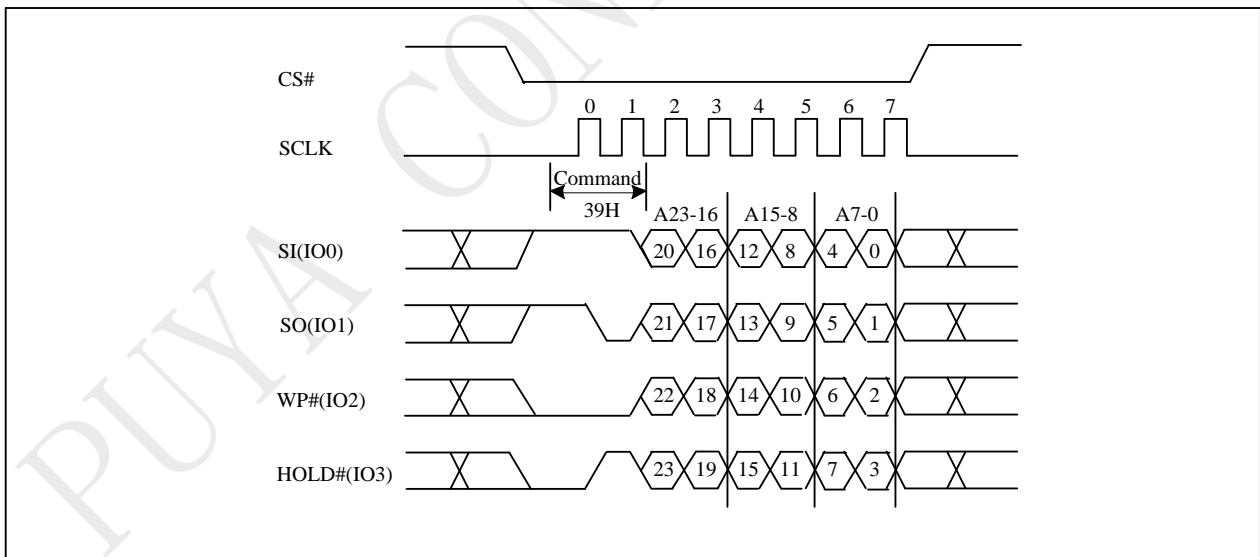 PUYA CON
CS#
0 1 2 3 4 5 6 7
SCLK
Command
39H
A23-16 A15-8 A7-0
SI(IO0) 20 16 12 8 4 0
SO(IO1) 21 17 13 9 5 1
WP#(IO2) 22 18 14 10 6 2
HOLD#(IO3) 23 19 15 11 7 3